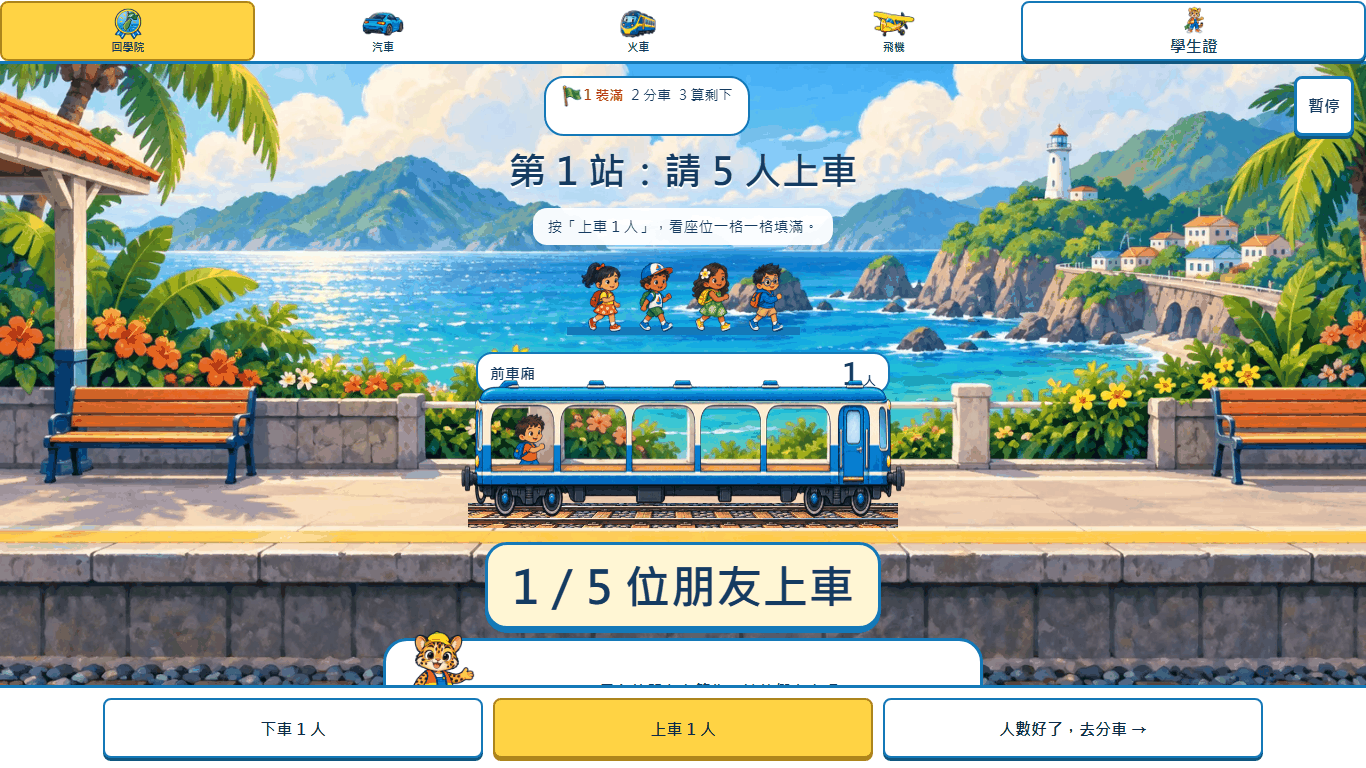 回學院
汽車
火車
飛機
學生證
1 裝滿 2 分車 3 算剩下
暫停
第 1 站：請 5 人上車
按「上車 1 人」，看座位一格一格填滿。
前車廂
1人
1 / 5 位朋友上車
下車 1 人
上車 1 人
人數好了，去分車 →